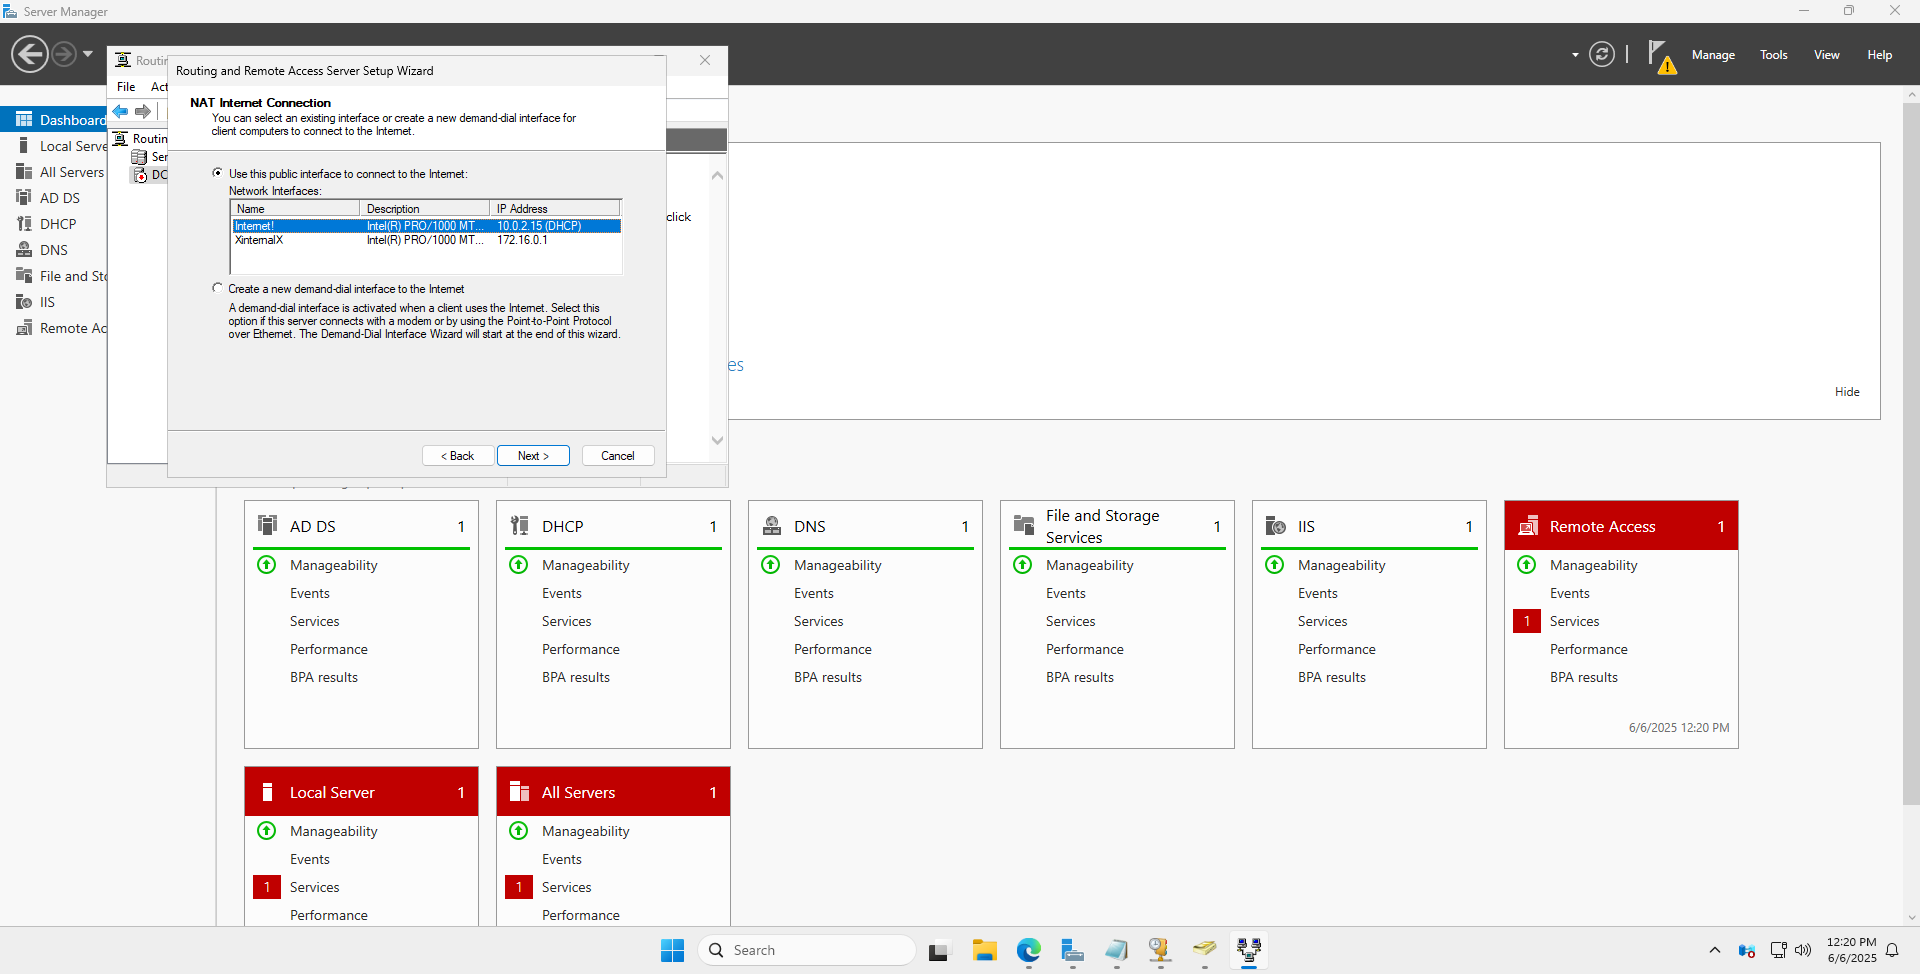 Server Manager
Manage
Tools
View
Help
Routin
File
Act
Routin
Ser
DC
Routing and Remote Access Server Setup Wizard
NAT Internet Connection
You can select an existing interface or create a new demand-dial interface for
client computers to connect to the Internet.
Use this public interface to connect to the Internet:
Network Interfaces:
Name Description IP Address
Internet! Intel(R) PRO/1000 MT... 10.0.2.15 (DHCP)
XinternalX Intel(R) PRO/1000 MT... 172.16.0.1
Create a new demand-dial interface to the Internet
A demand-dial interface is activated when a client uses the Internet. Select this
option if this server connects with a modem or by using the Point-to-Point Protocol
over Ethernet. The Demand-Dial Interface Wizard will start at the end of this wizard.
< Back
Next >
Cancel
click
es
Hide
Dashboard
Local Serve
All Servers
AD DS
DHCP
DNS
File and Sto
IIS
Remote Ac
AD DS 1
Manageability
Events
Services
Performance
BPA results
DHCP 1
Manageability
Events
Services
Performance
BPA results
DNS 1
Manageability
Events
Services
Performance
BPA results
File and Storage
Services 1
Manageability
Events
Services
Performance
BPA results
IIS 1
Manageability
Events
Services
Performance
BPA results
Remote Access 1
Manageability
Events
1 Services
Performance
BPA results
6/6/2025 12:20 PM
Local Server 1
Manageability
Events
1 Services
Performance
All Servers 1
Manageability
Events
1 Services
Performance
Search
12:20 PM
6/6/2025